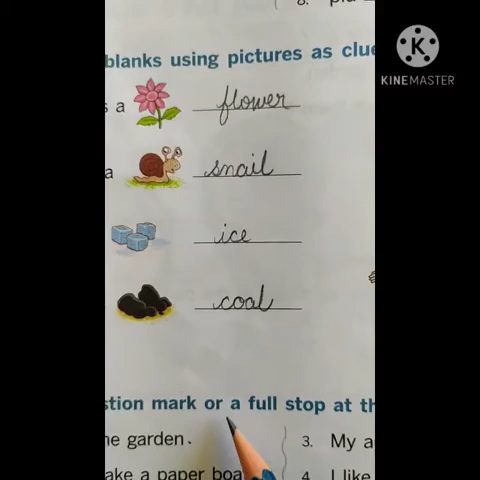 KINEMASTER
blanks using pictures as clue
a flower
a snail
ice
coal
stion mark or a full stop at th
garden.
3. My a
ake a paper boa
4. I like